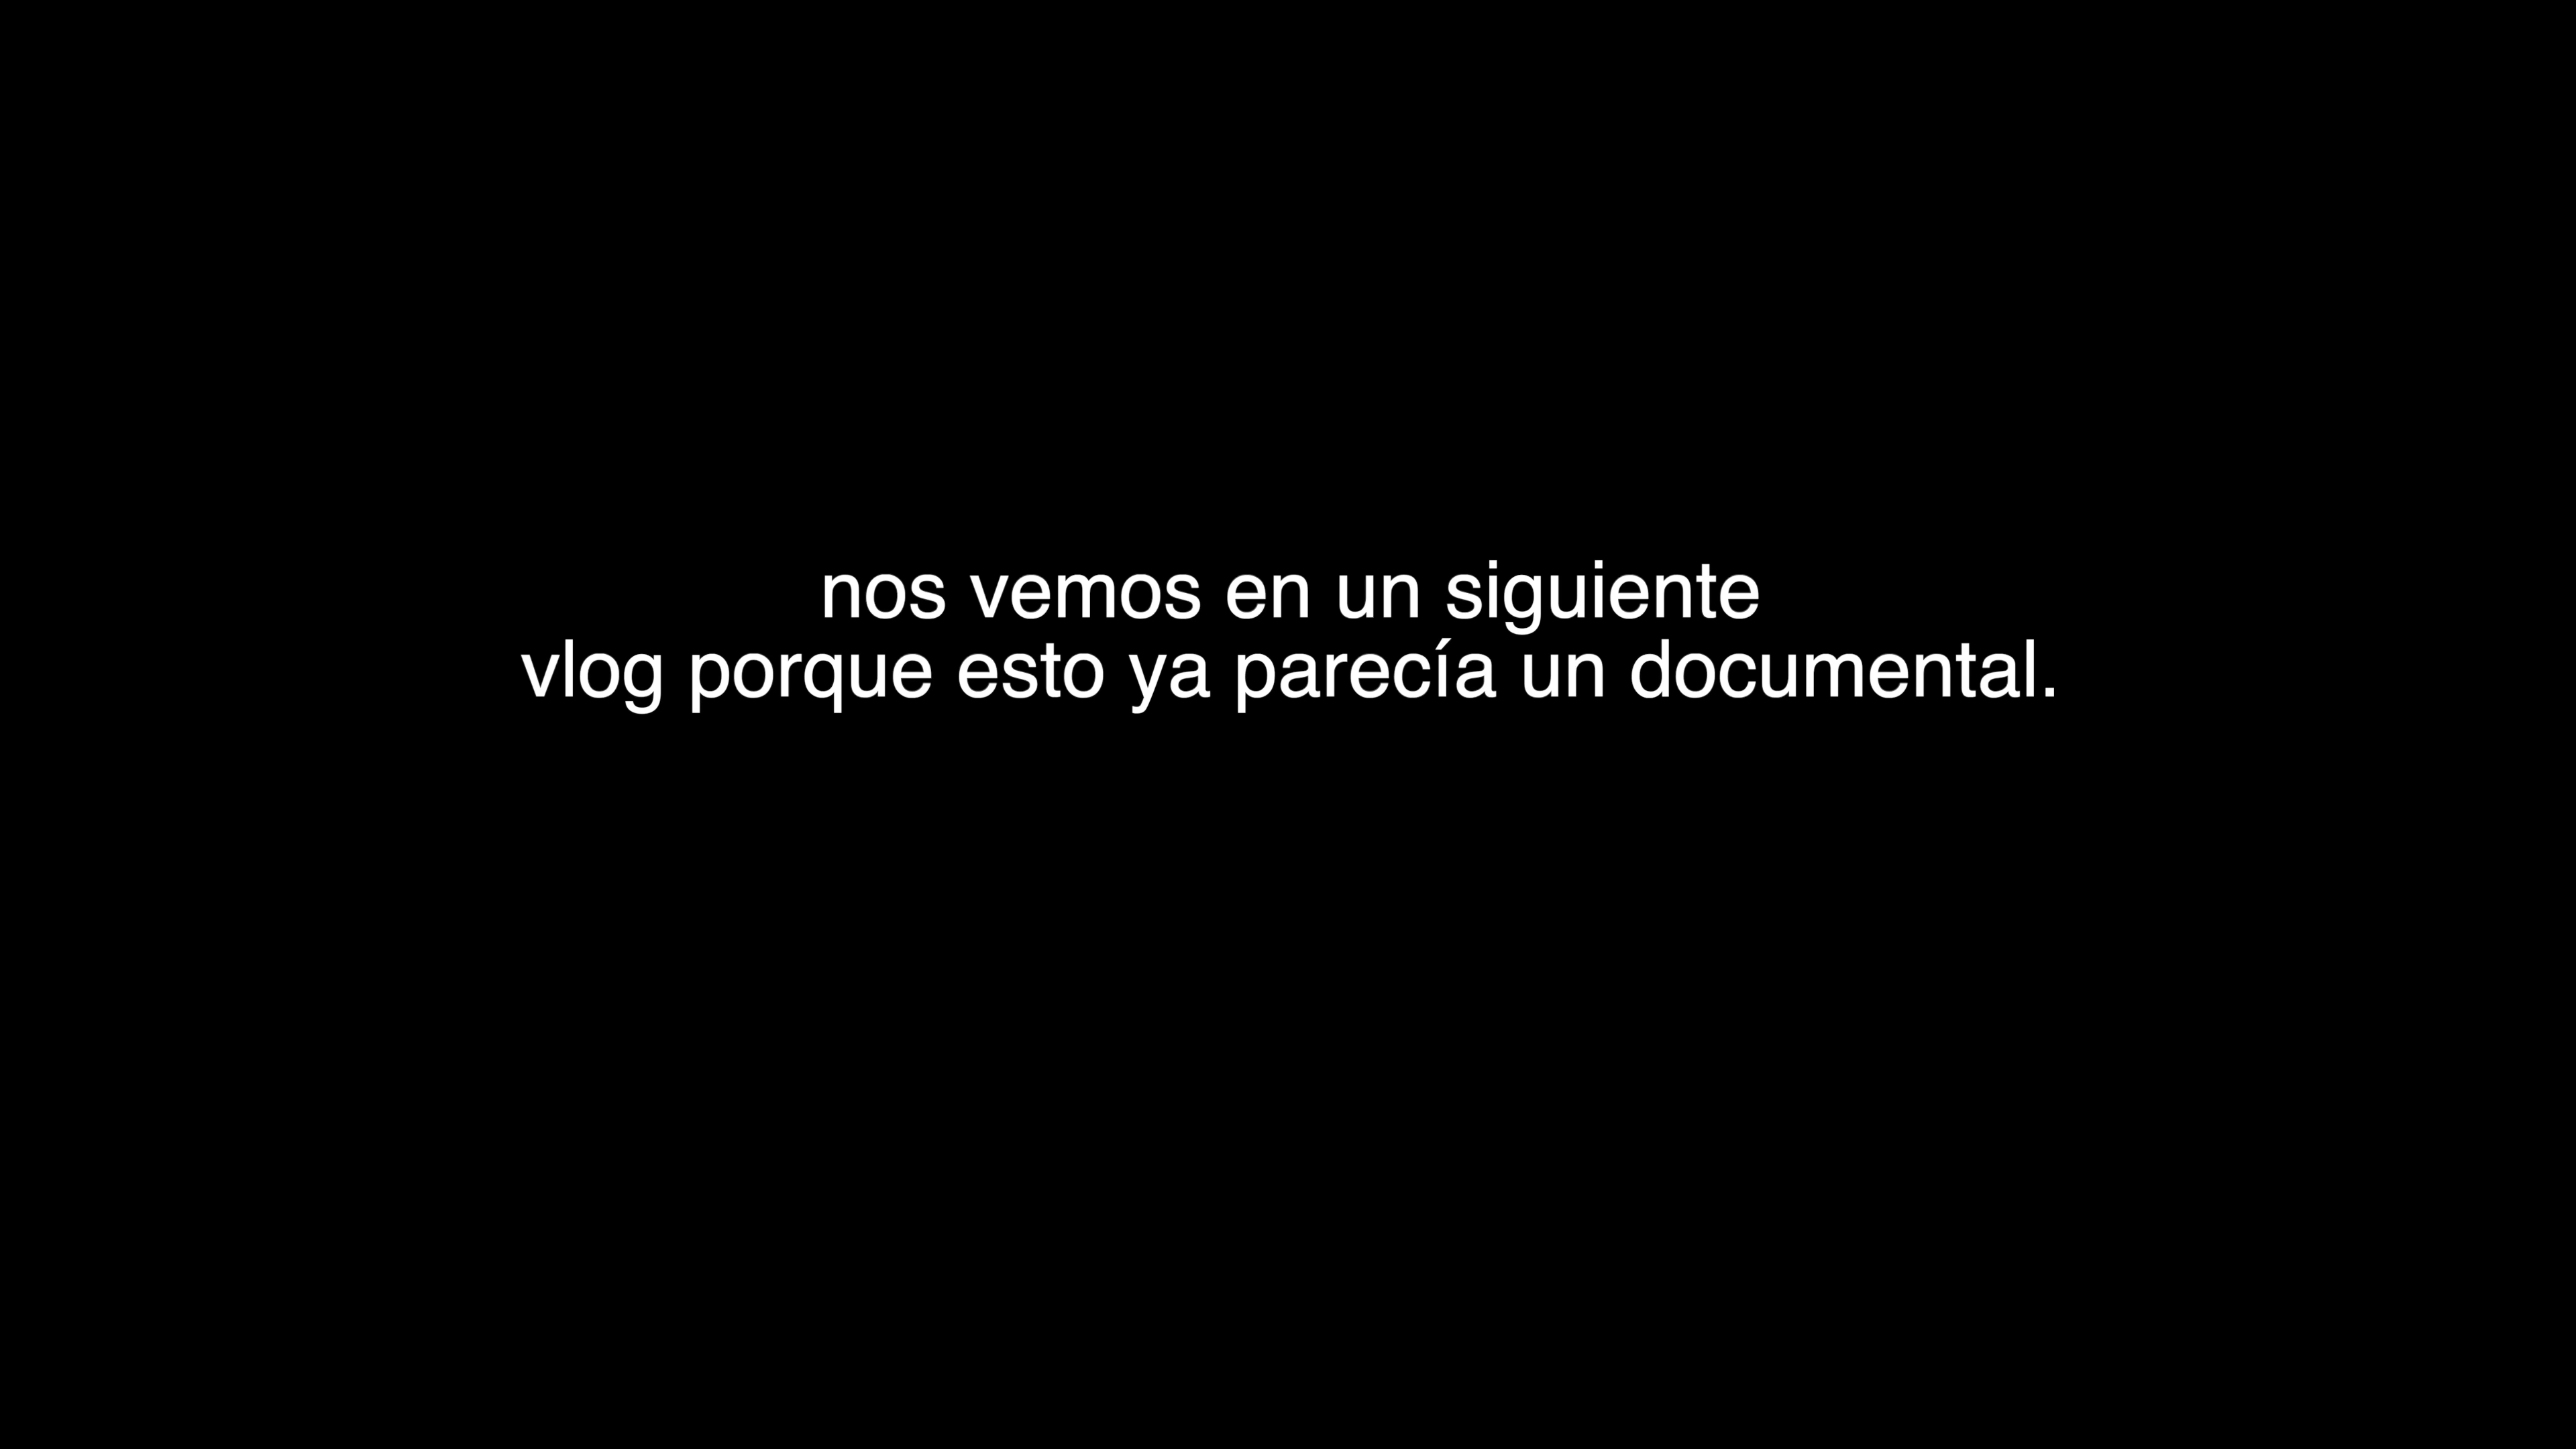 nos vemos en un siguiente
vlog porque esto ya parecía un documental.